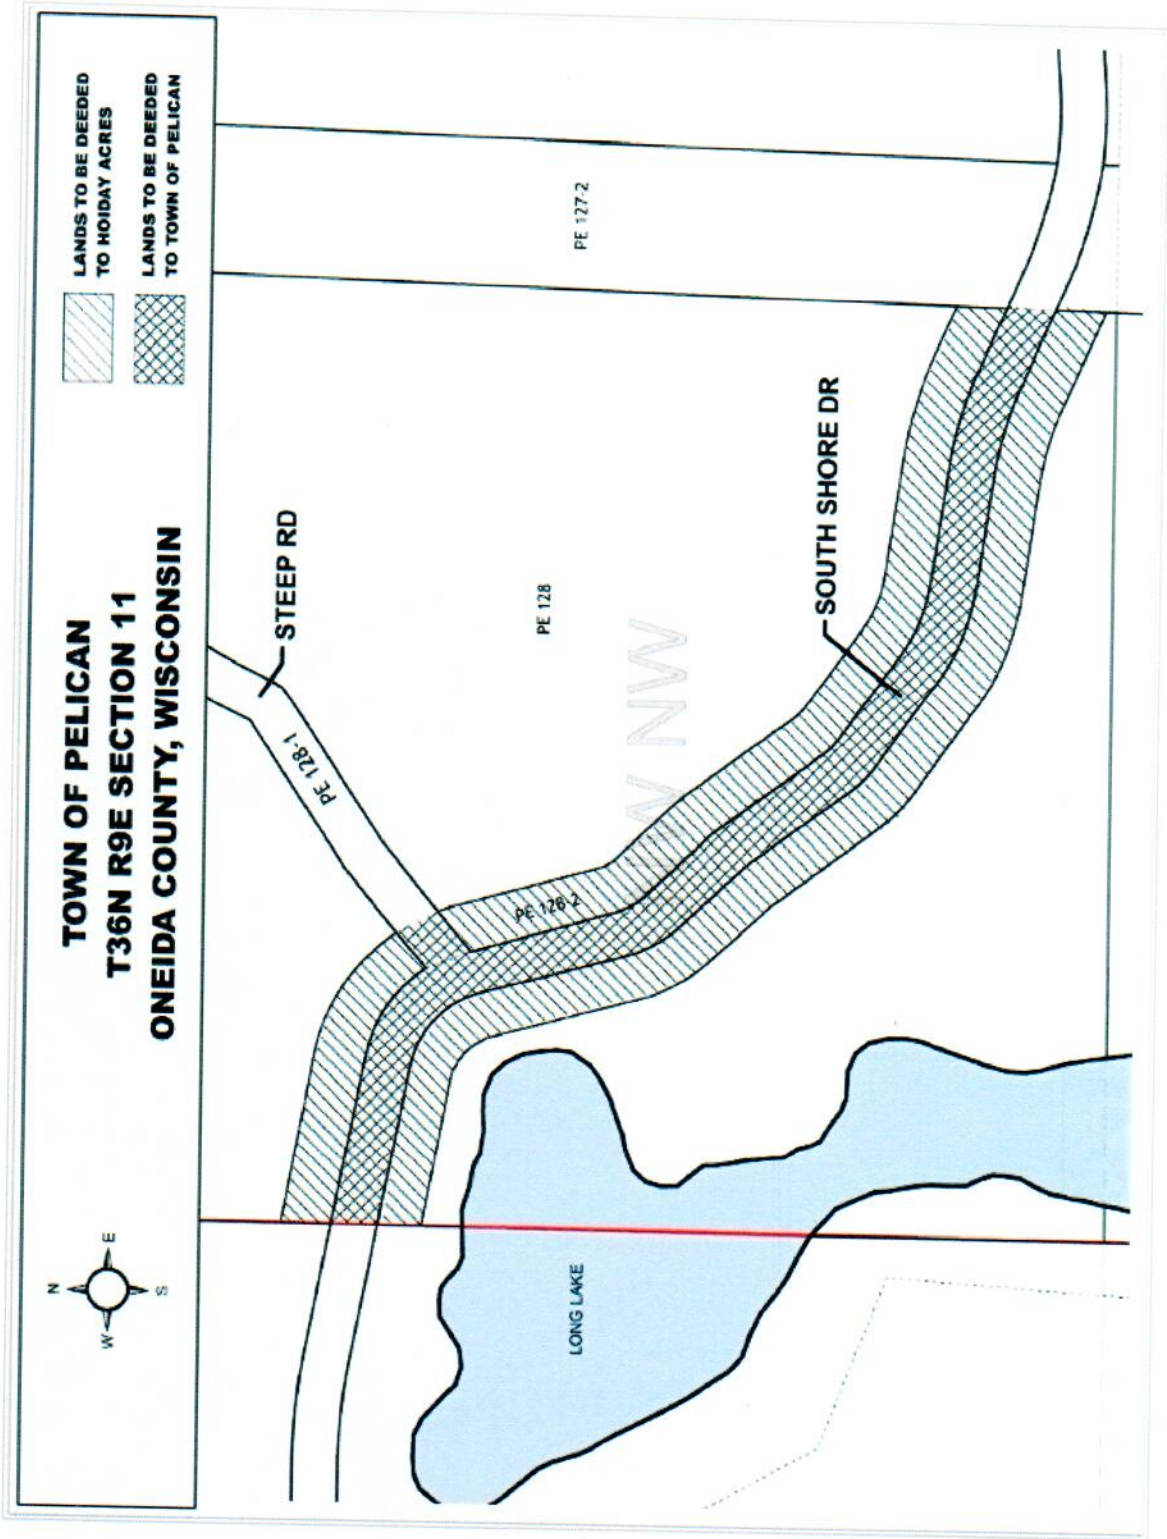 TOWN OF PELICAN
T36N R9E SECTION 11
ONEIDA COUNTY, WISCONSIN
N
W E
S
LANDS TO BE DEEDED
TO HOIDAY ACRES
LANDS TO BE DEEDED
TO TOWN OF PELICAN
STEEP RD
PE 128-1
PE 128-2
PE 128
PE 127-2
NW NW
SOUTH SHORE DR
LONG LAKE